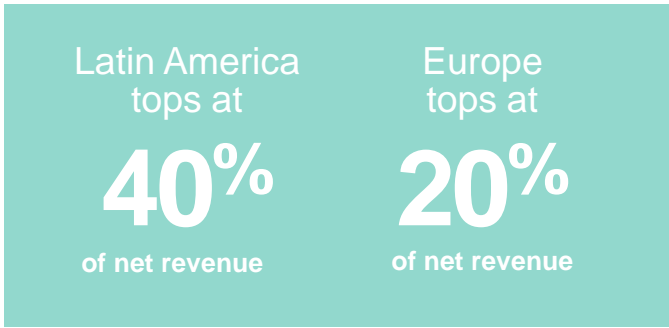 Latin America
tops at
40%
of net revenue
Europe
tops at
20%
of net revenue